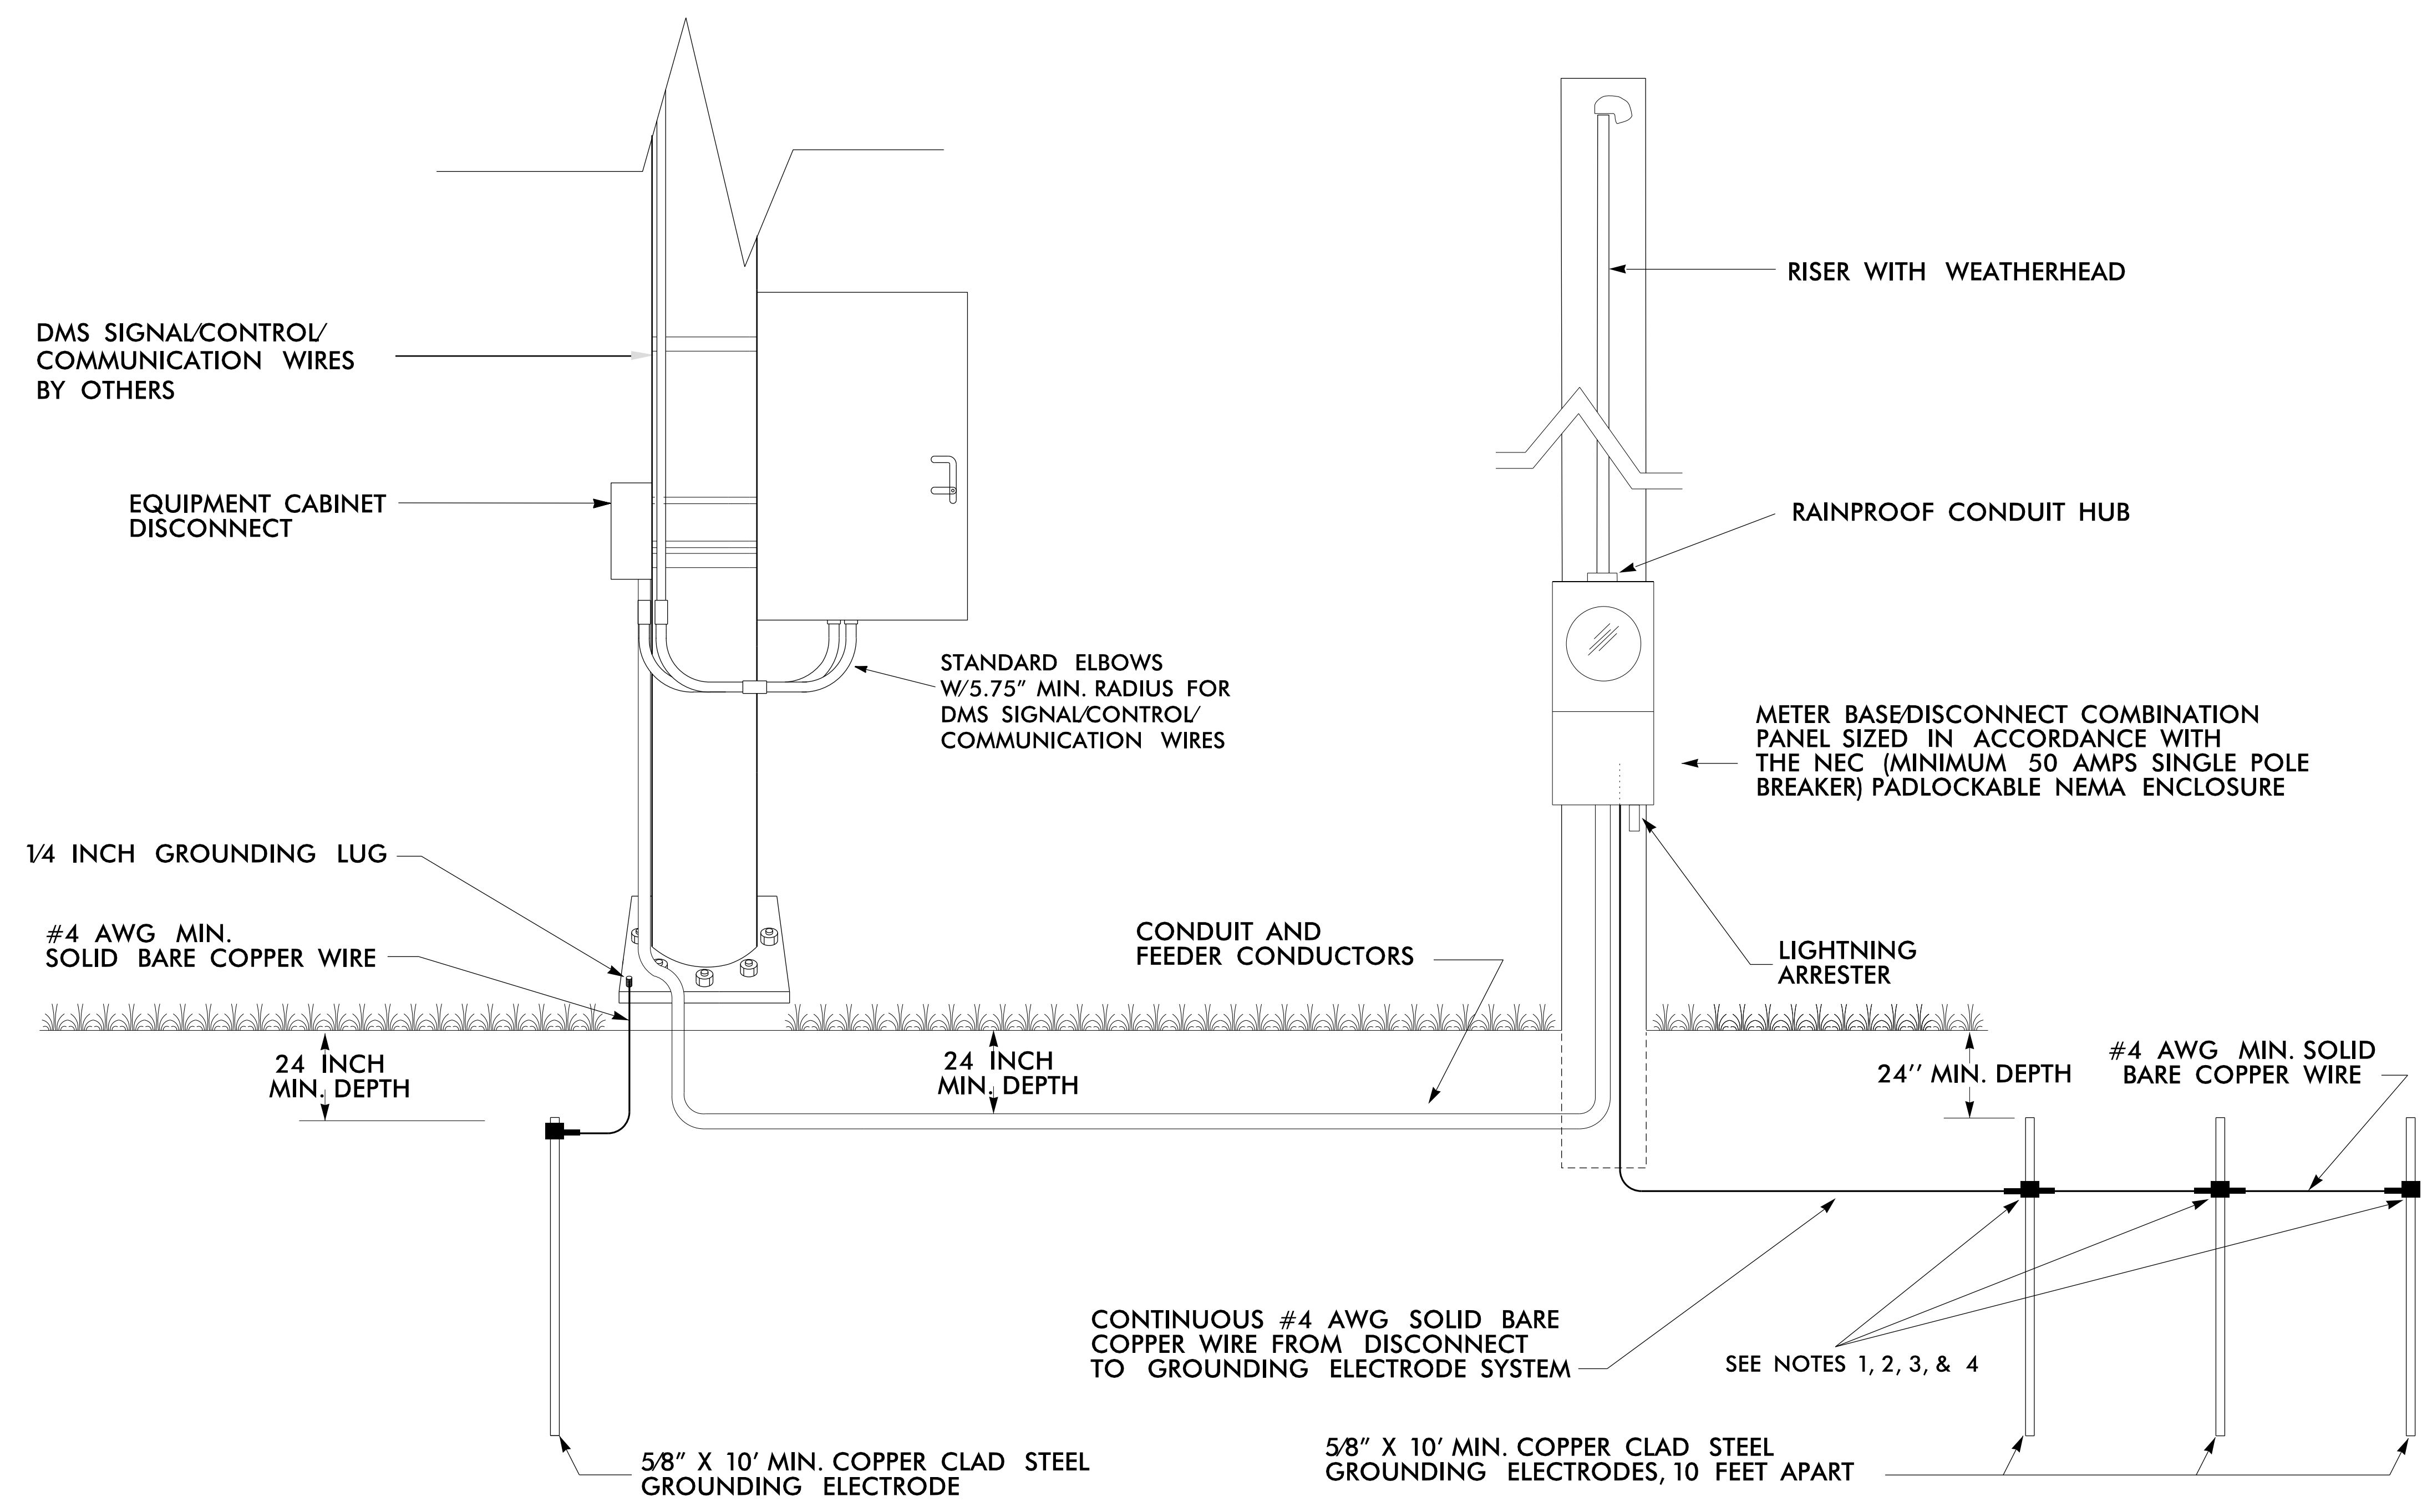 RISER WITH WEATHERHEAD
DMS SIGNAL/CONTROL/
COMMUNICATION WIRES
BY OTHERS
EQUIPMENT CABINET
DISCONNECT
RAINPROOF CONDUIT HUB
STANDARD ELBOWS
W/5.75" MIN. RADIUS FOR
DMS SIGNAL/CONTROL/
COMMUNICATION WIRES
METER BASE/DISCONNECT COMBINATION
PANEL SIZED IN ACCORDANCE WITH
THE NEC (MINIMUM 50 AMPS SINGLE POLE
BREAKER) PADLOCKABLE NEMA ENCLOSURE
1/4 INCH GROUNDING LUG
#4 AWG MIN.
SOLID BARE COPPER WIRE
CONDUIT AND
FEEDER CONDUCTORS
LIGHTNING
ARRESTER
24 INCH
MIN. DEPTH
24 INCH
MIN. DEPTH
24'' MIN. DEPTH
#4 AWG MIN. SOLID
BARE COPPER WIRE
CONTINUOUS #4 AWG SOLID BARE
COPPER WIRE FROM DISCONNECT
TO GROUNDING ELECTRODE SYSTEM
SEE NOTES 1, 2, 3, & 4
5/8" X 10' MIN. COPPER CLAD STEEL
GROUNDING ELECTRODE
5/8" X 10' MIN. COPPER CLAD STEEL
GROUNDING ELECTRODES, 10 FEET APART